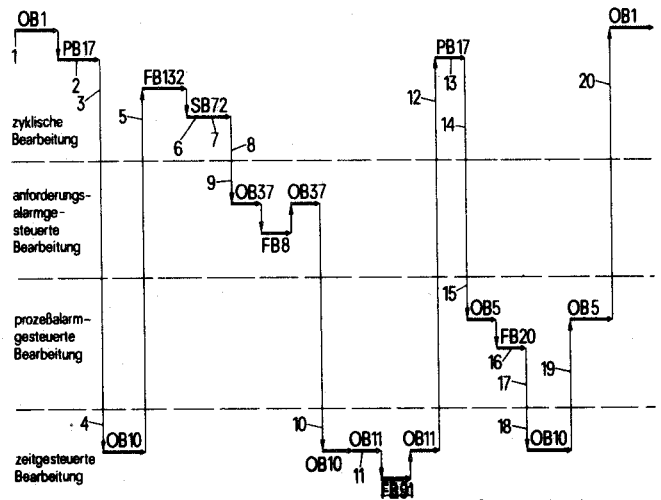 OB1
OB1
1
PB17
2
3
PB17
13
12
20
FB132
5
SB72
6
7
8
14
zyklische
Bearbeitung
9
OB37
OB37
anforderungs-
alarmge-
steuerte
Bearbeitung
FB8
15
OB5
OB5
prozeßalarm-
gesteuerte
Bearbeitung
FB20
16
17
19
4
OB10
10
OB10
OB11
11
OB11
18
OB10
zeitgesteuerte
Bearbeitung